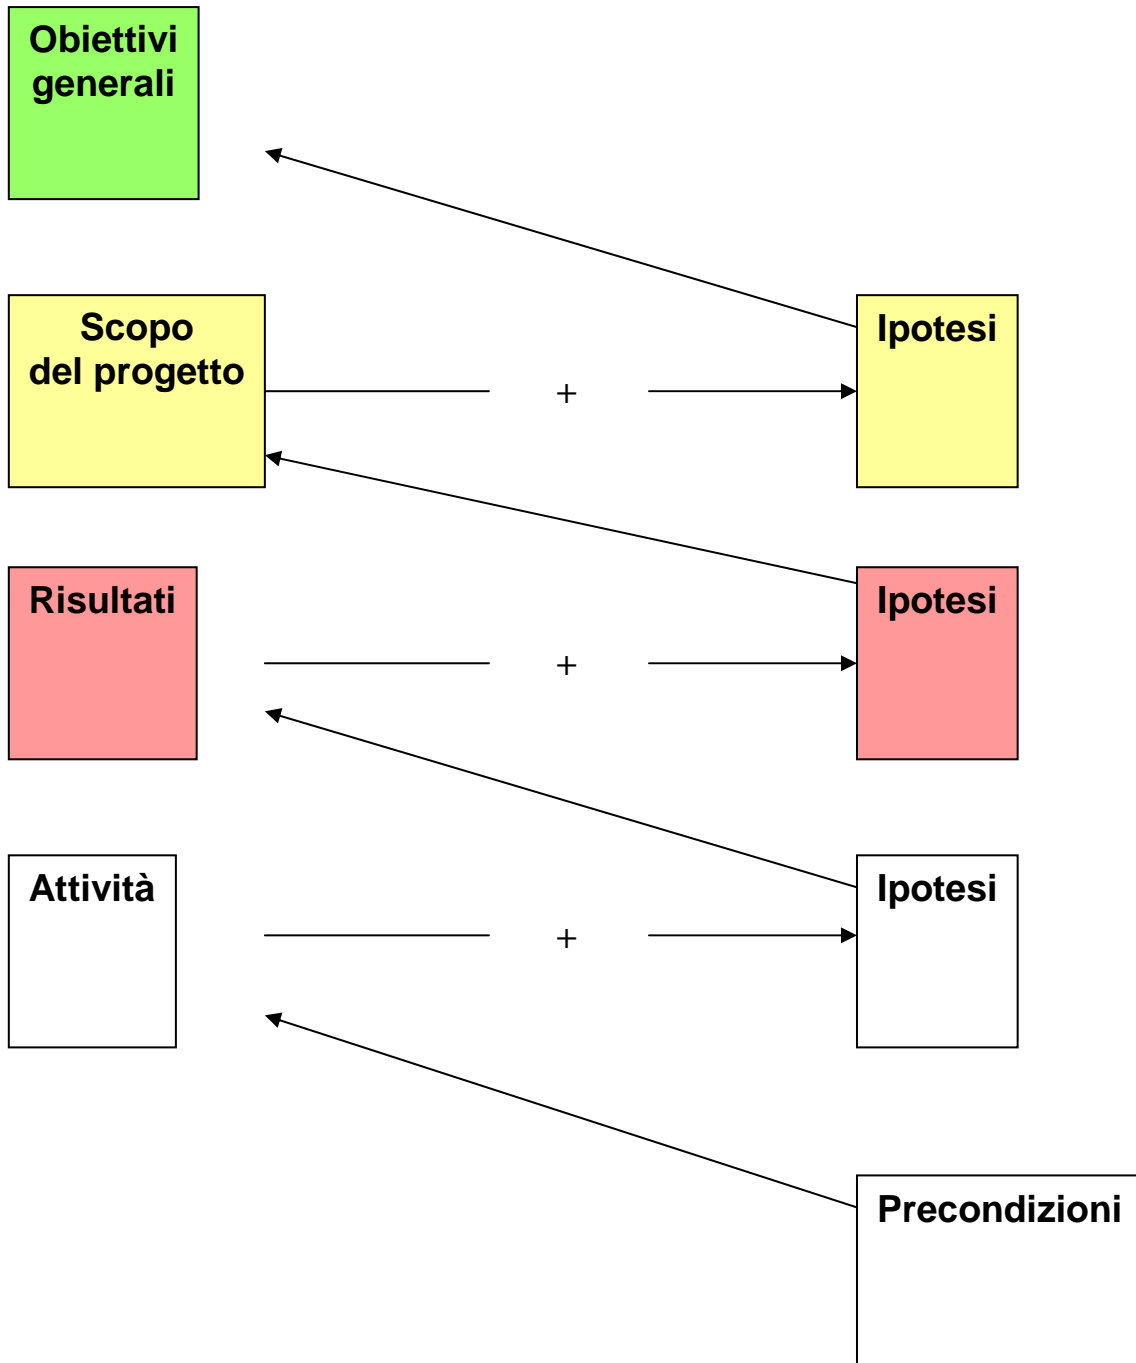 Obiettivi
generali
Scopo
del progetto
+
Ipotesi
Risultati
+
Ipotesi
Attività
+
Ipotesi
Precondizioni